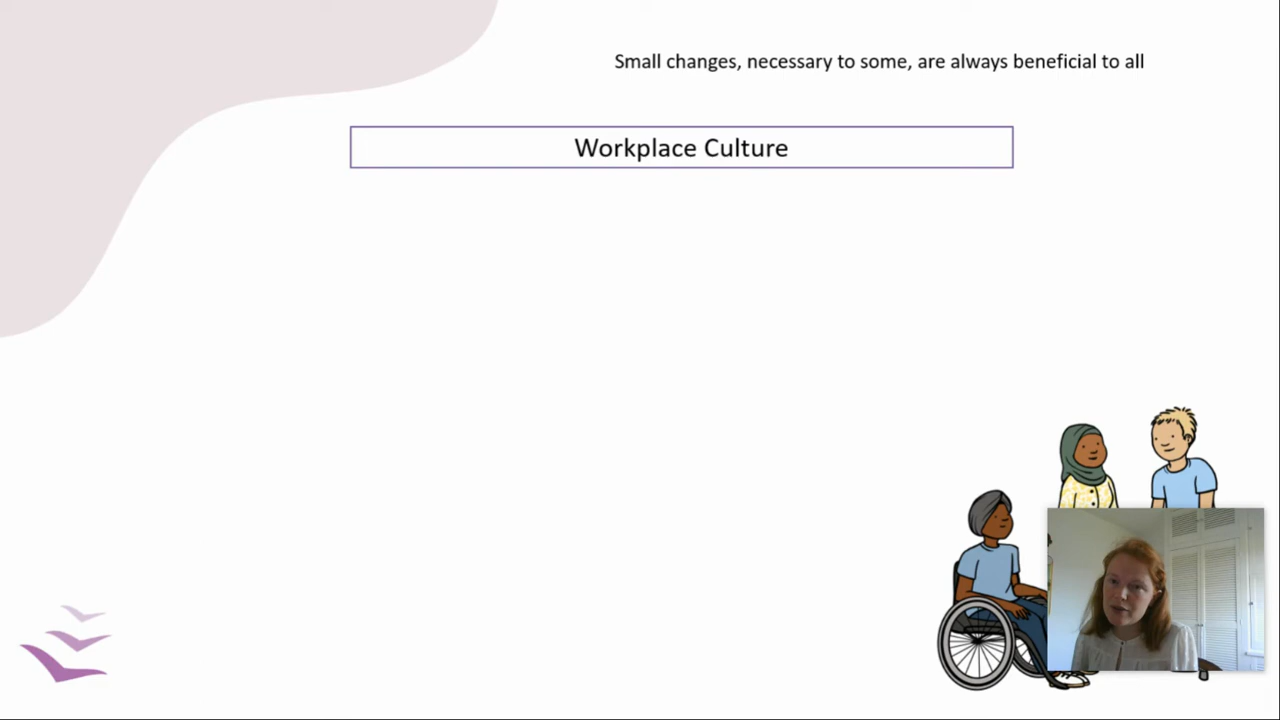 Small changes, necessary to some, are always beneficial to all
Workplace Culture